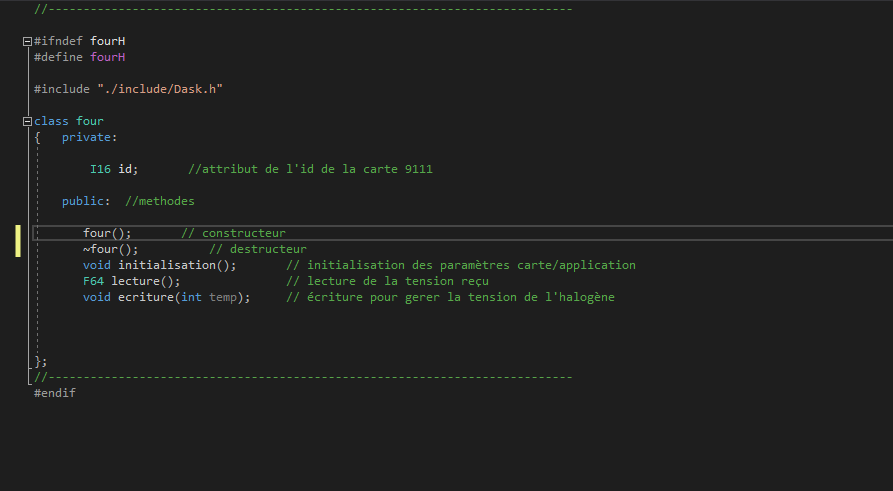 //---------------------------------------------------------------------------
#ifndef fourH
#define fourH
#include "./include/Dask.h"
class four
{ private:
I16 id; //attribut de l'id de la carte 9111
public: //methodes
four(); // constructeur
~four(); // destructeur
void initialisation(); // initialisation des paramètres carte/application
F64 lecture(); // lecture de la tension reçu
void ecriture(int temp); // écriture pour gerer la tension de l'halogène
};
//---------------------------------------------------------------------------
#endif